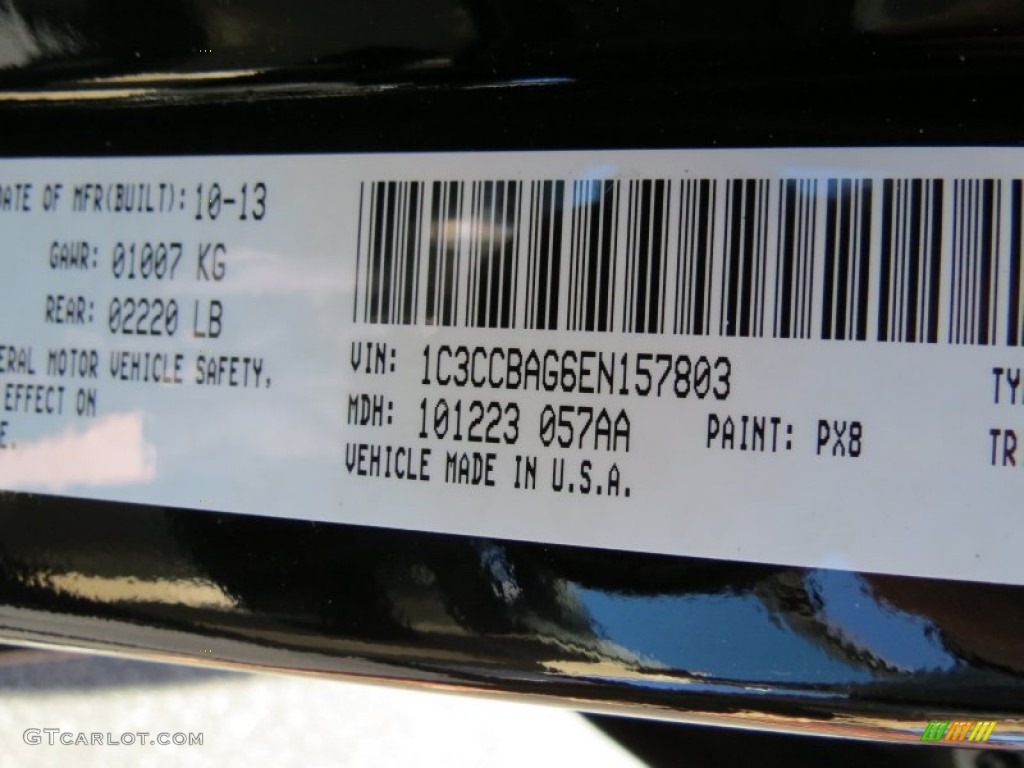 DATE OF MFR(BUILT): 10-13
GAWR: 01007 KG
REAR: 02220 LB
ERAL MOTOR VEHICLE SAFETY,
EFFECT ON
E.
VIN: 1C3CCBAG6EN157803
MDH: 101223 057AA PAINT: PX8
VEHICLE MADE IN U.S.A.
TY
TR
GTCARLOT.COM